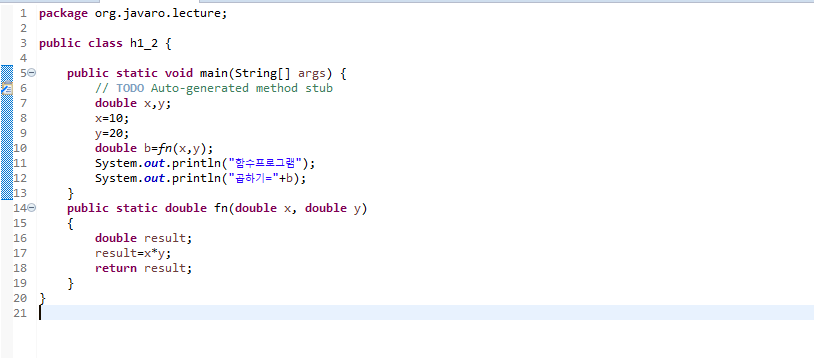 1 package org.javaro.lecture;
2
3 public class h1_2 {
4
5 public static void main(String[] args) {
6 // TODO Auto-generated method stub
7 double x,y;
8 x=10;
9 y=20;
10 double b=fn(x,y);
11 System.out.println("함수프로그램");
12 System.out.println("곱하기="+b);
13 }
14 public static double fn(double x, double y)
15 {
16 double result;
17 result=x*y;
18 return result;
19 }
20 }
21